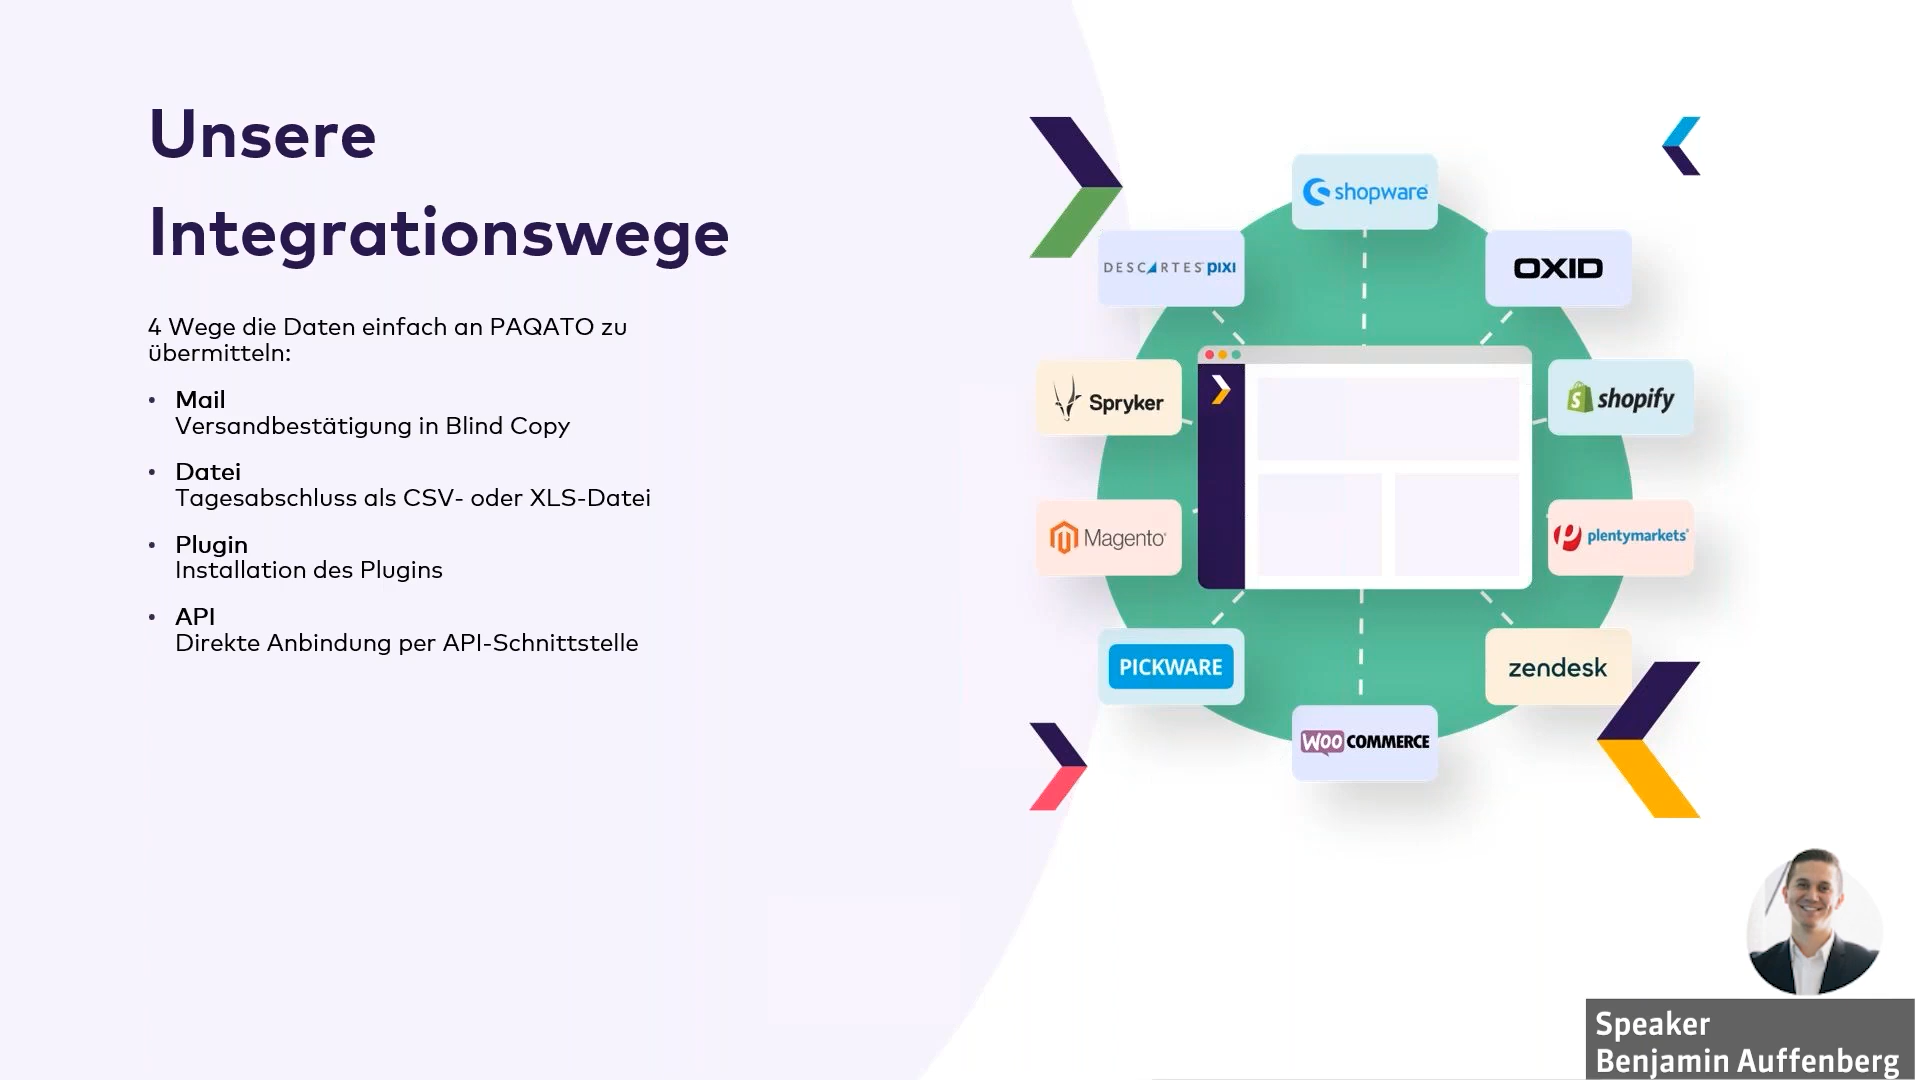 Unsere
Integrationswege
4 Wege die Daten einfach an PAQATO zu
übermitteln:
• Mail
Versandbestätigung in Blind Copy
• Datei
Tagesabschluss als CSV- oder XLS-Datei
• Plugin
Installation des Plugins
• API
Direkte Anbindung per API-Schnittstelle
shopware
DESCARTES PIXI
OXID
Spryker
shopify
Magento
plentymarkets
PICKWARE
zendesk
WOO COMMERCE
Speaker
Benjamin Auffenberg